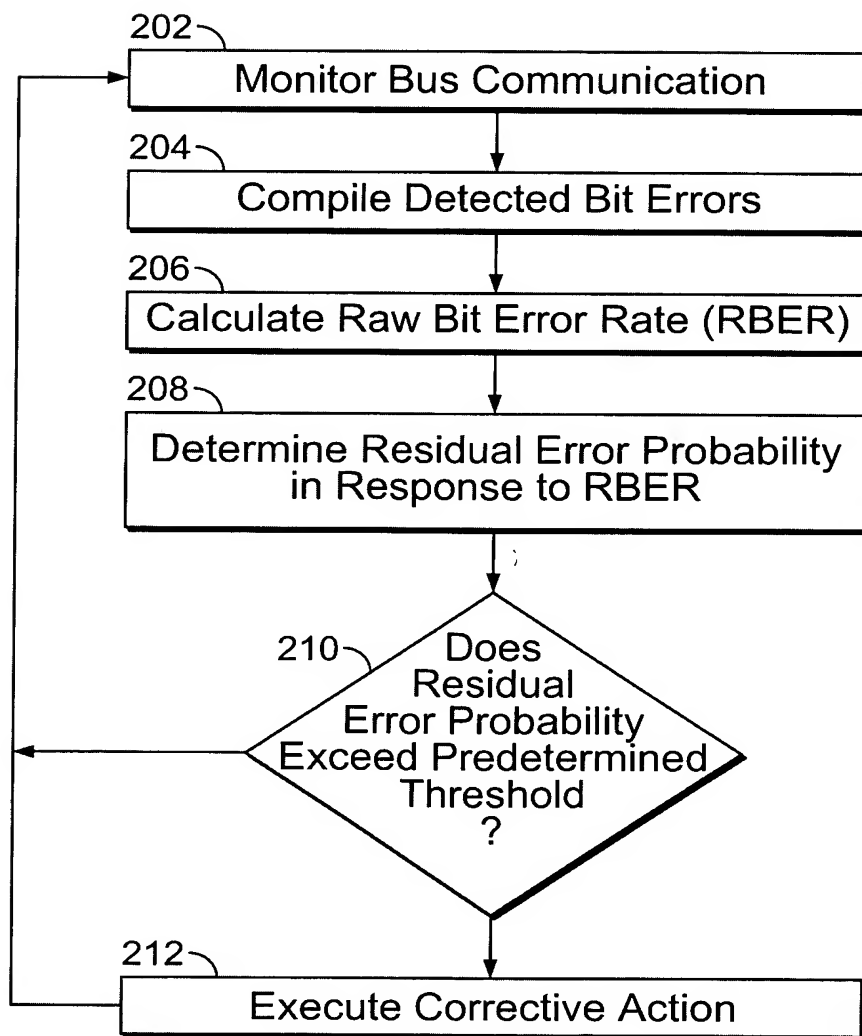 202
Monitor Bus Communication
204
Compile Detected Bit Errors
206
Calculate Raw Bit Error Rate (RBER)
208
Determine Residual Error Probability
in Response to RBER
210
Does
Residual
Error Probability
Exceed Predetermined
Threshold
?
212
Execute Corrective Action